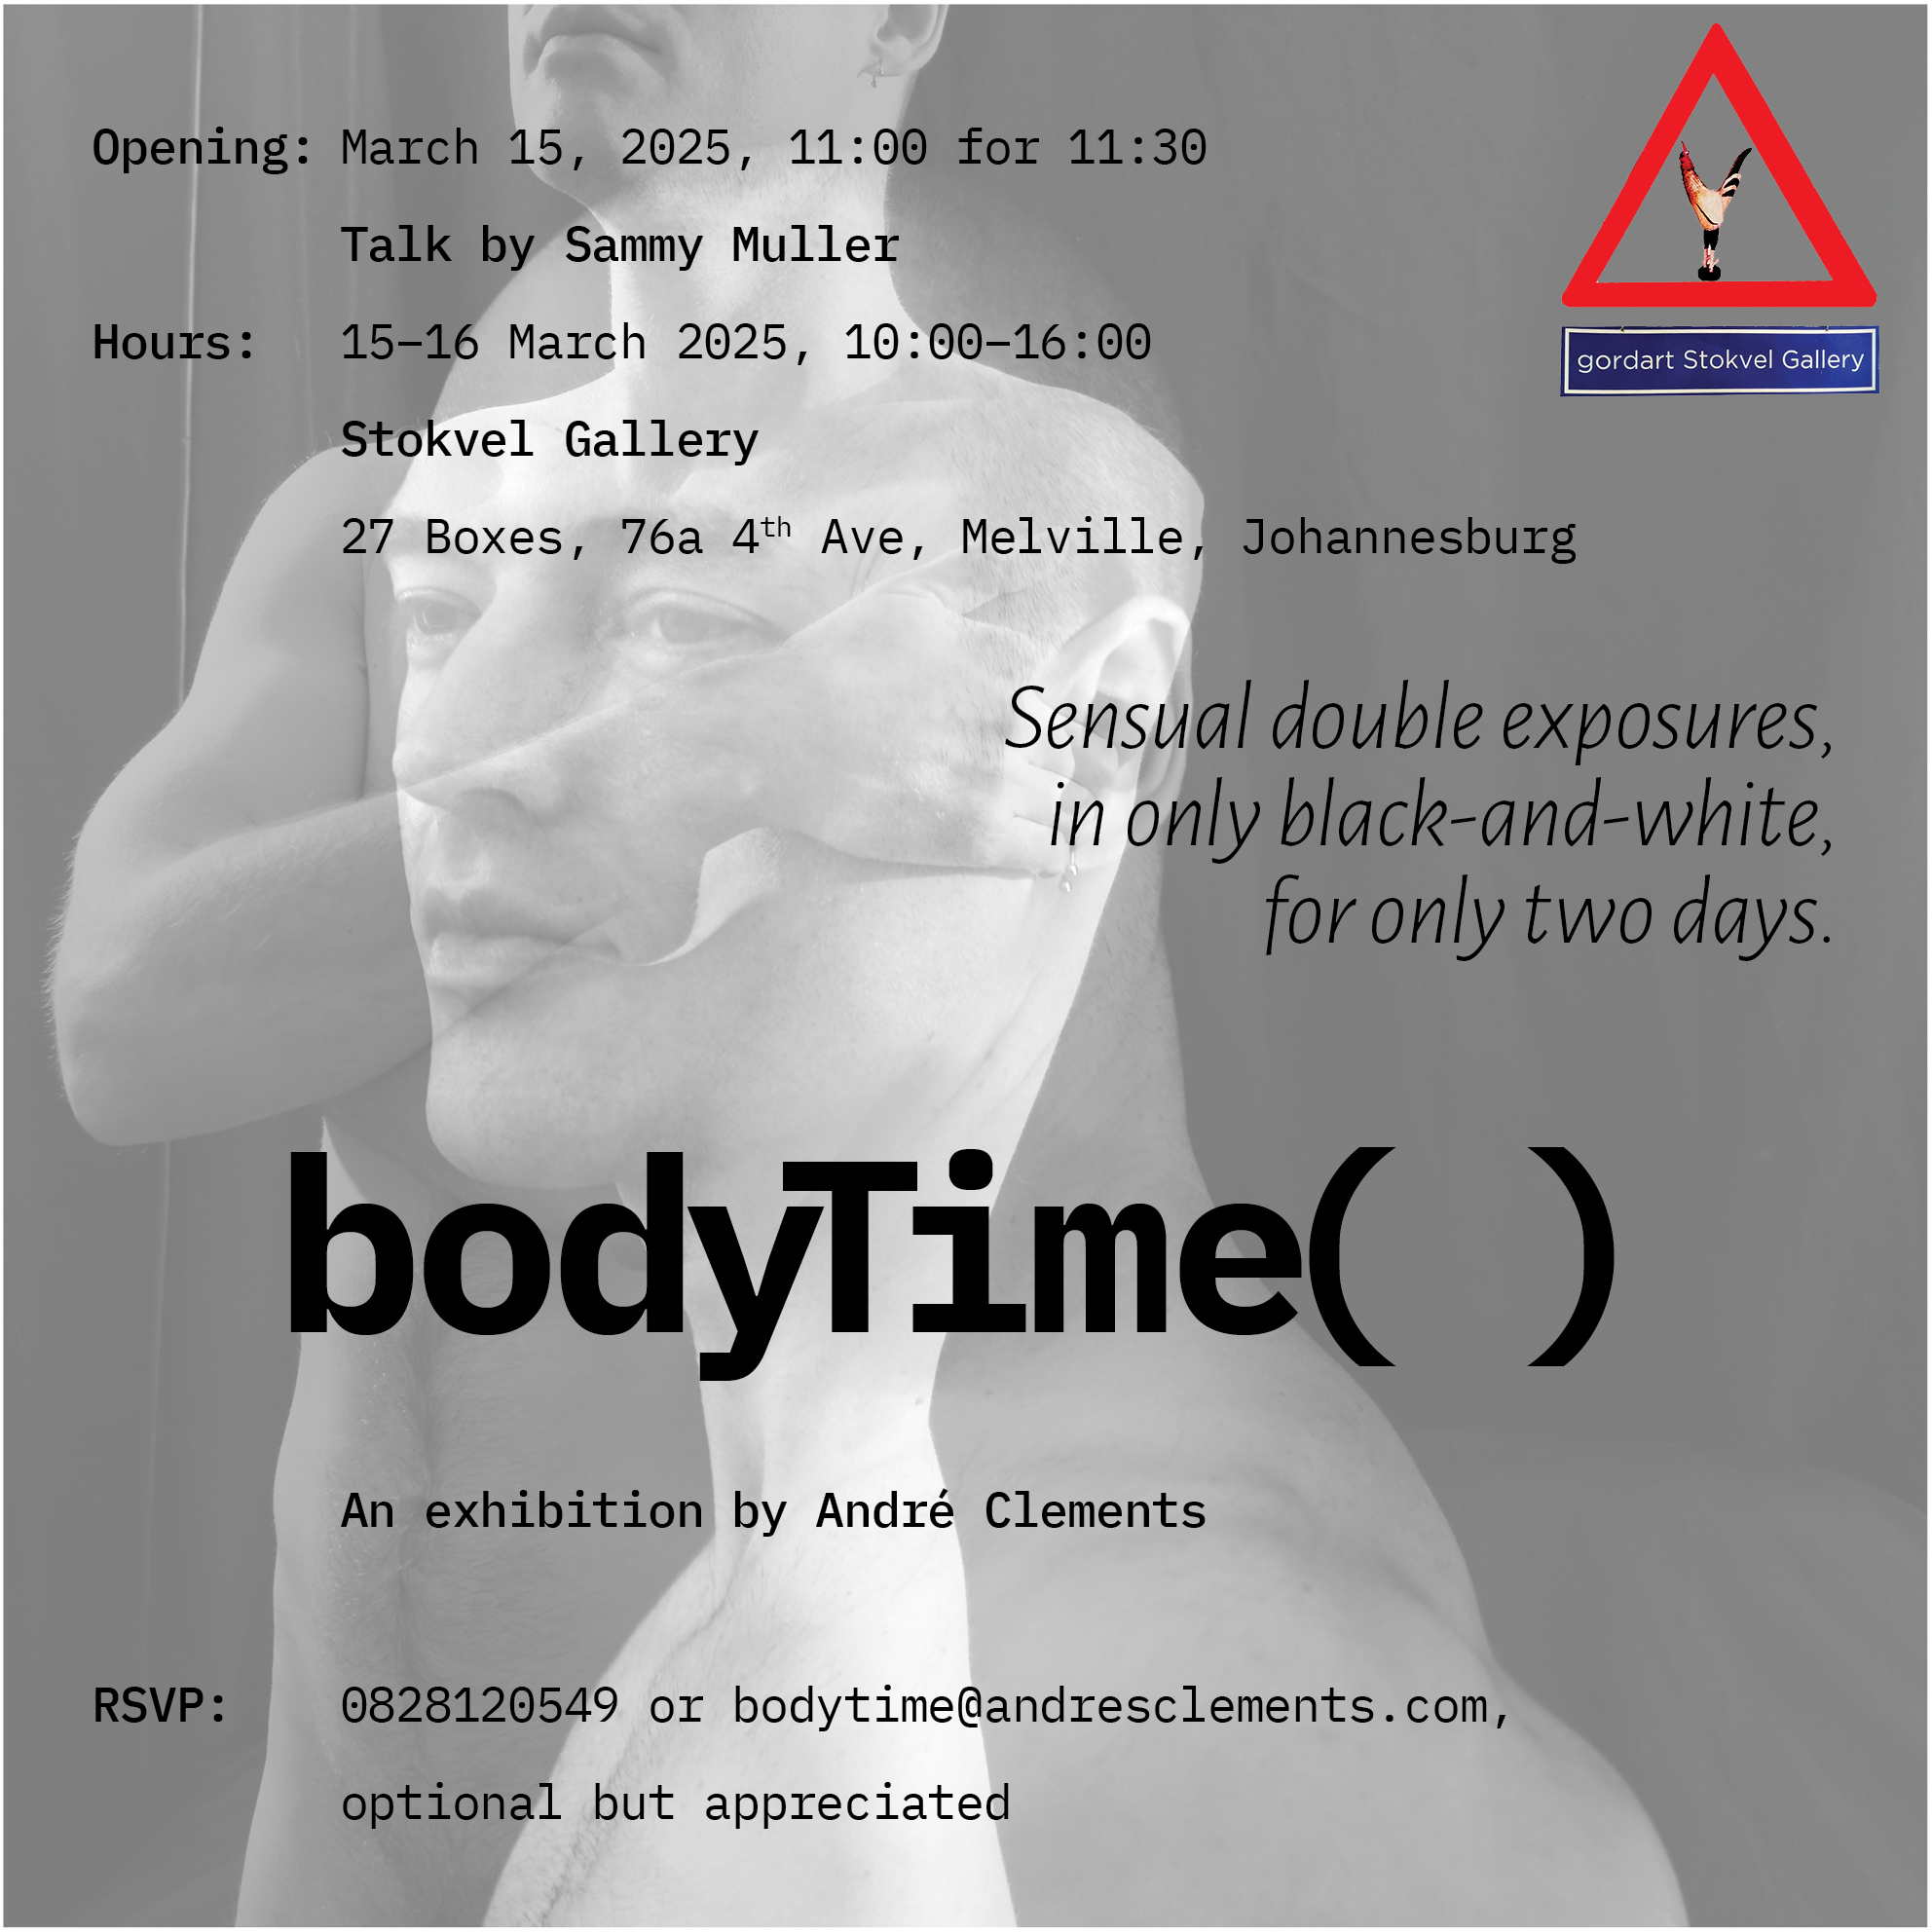 Opening: March 15, 2025, 11:00 for 11:30
Talk by Sammy Muller
Hours: 15–16 March 2025, 10:00–16:00
Stokvel Gallery
27 Boxes, 76a 4th Ave, Melville, Johannesburg
gordart Stokvel Gallery
Sensual double exposures,
in only black-and-white,
for only two days.
bodyTime( )
An exhibition by André Clements
RSVP: 0828120549 or bodytime@andresclements.com,
optional but appreciated